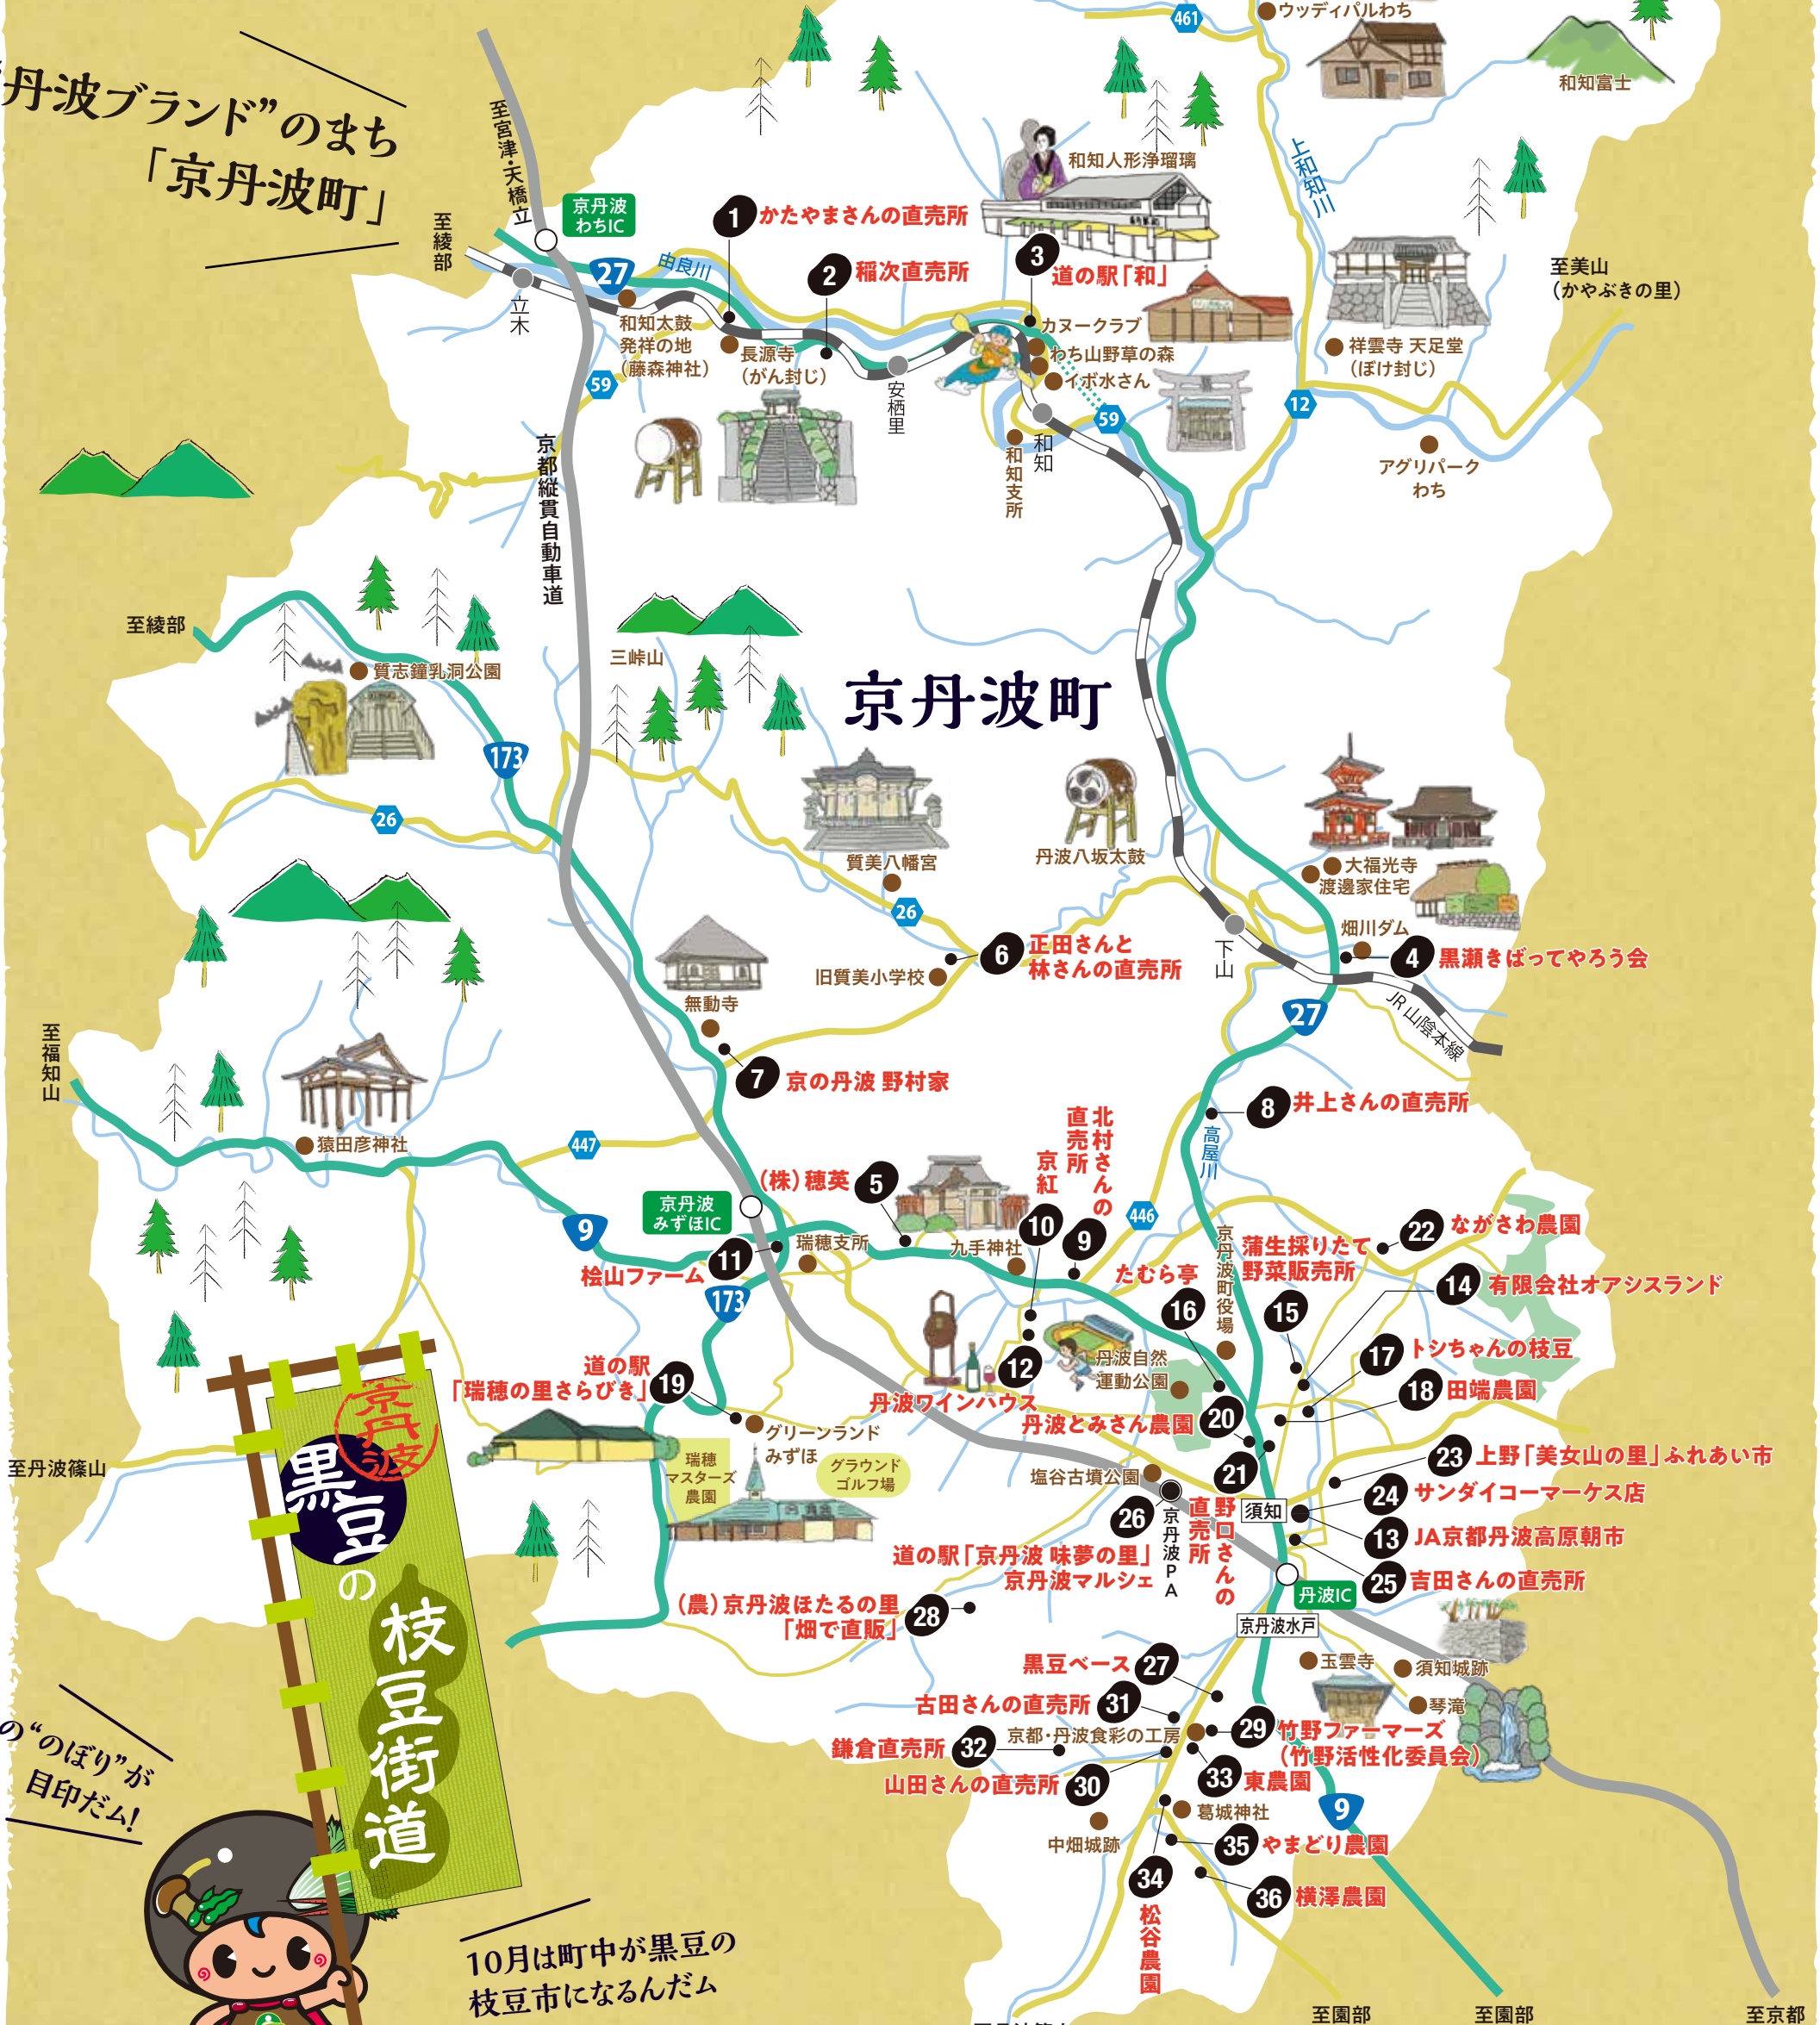 461
ウッディパルわち
和知富士
丹波ブランド”のまち
「京丹波町」
至宮津・天橋立
至綾部
京丹波
わちIC
27
由良川
立木
1 かたやまさんの直売所
2 稲次直売所
和知人形浄瑠璃
3 道の駅「和」
上和知川
至美山
（かやぶきの里）
和知太鼓
発祥の地
（藤森神社）
長源寺
（がん封じ）
安栖里
カヌークラブ
わち山野草の森
イボ水さん
祥雲寺 天足堂
（ぼけ封じ）
59
59
12
和知
和知支所
アグリパーク
わち
京都縦貫自動車道
至綾部
質志鐘乳洞公園
三峠山
京丹波町
173
26
質美八幡宮
丹波八坂太鼓
大福光寺
渡邊家住宅
26
畑川ダム
下山
4 黒瀬きばってやろう会
6 正田さんと
林さんの直売所
旧質美小学校
無動寺
27
JR山陰本線
至福知山
7 京の丹波 野村家
猿田彦神社
447
8 井上さんの直売所
高屋川
北村さんの
直売所
京紅
（株）穂英 5
京丹波
みずほIC
9
10
9
446
11
桧山ファーム
瑞穂支所
九手神社
173
たむら亭
16
京丹波町役場
蒲生採りたて
野菜販売所
15
22 ながさわ農園
14 有限会社オアシスランド
17 トシちゃんの枝豆
18 田端農園
道の駅
「瑞穂の里さらびき」
19
12
丹波ワインハウス
丹波自然
運動公園
丹波とみさん農園 20
21
野口さんの
直売所
グリーンランド
みずほ
瑞穂
マスターズ
農園
グラウンド
ゴルフ場
塩谷古墳公園
26
京丹波PA
須知
23 上野「美女山の里」ふれあい市
24 サンダイコーマーケス店
13 JA京都丹波高原朝市
25 吉田さんの直売所
至丹波篠山
道の駅「京丹波 味夢の里」
京丹波マルシェ
丹波IC
京丹波水戸
（農）京丹波ほたるの里
「畑で直販」
28
玉雲寺
須知城跡
琴滝
黒豆ベース 27
古田さんの直売所 31
京都・丹波食彩の工房
29 竹野ファーマーズ
（竹野活性化委員会）
鎌倉直売所 32
山田さんの直売所 30
33 東農園
葛城神社
中畑城跡
9
35 やまどり農園
34
松谷農園
36 横澤農園
京丹波
黒豆の
枝豆街道
の“のぼり”が
目印だム！
10月は町中が黒豆の
枝豆市になるんだム
至園部
至園部
至京都